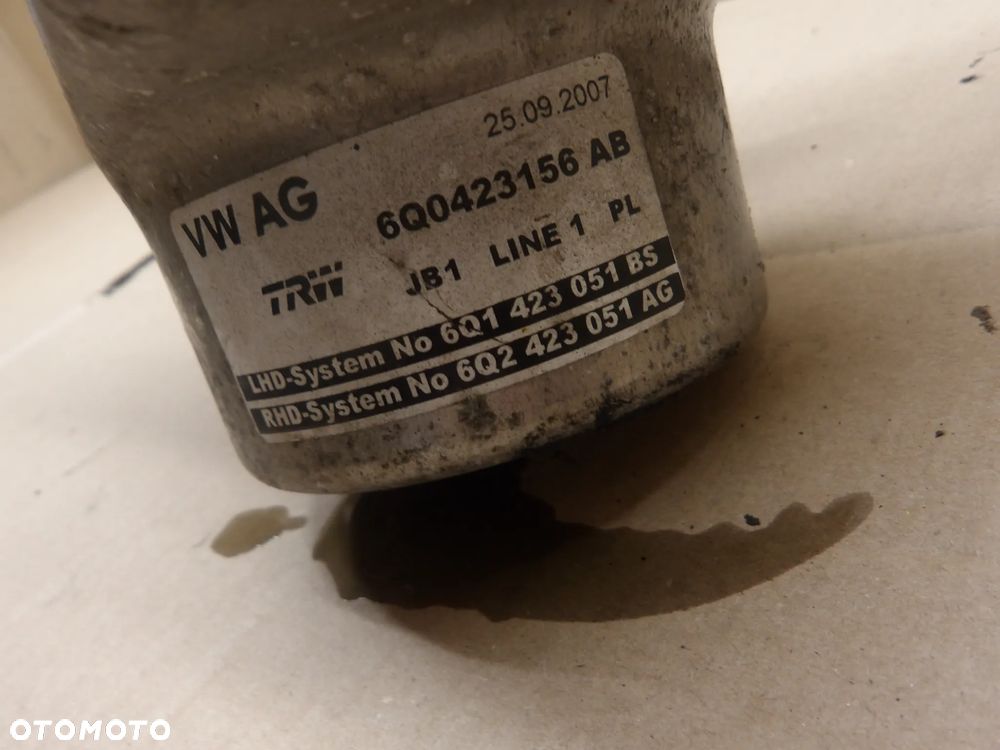 25.09.2007
VW AG 6Q0423156 AB
TRW JB1 LINE 1 PL
LHD-System No 6Q1 423 051 BS
RHD-System No 6Q2 423 051 AG
OTOMOTO